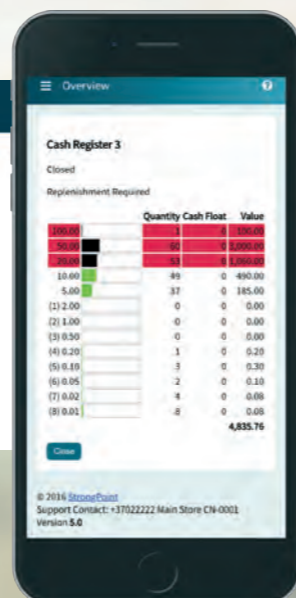 Overview
Cash Register 3
Closed
Replenishment Required
Quantity Cash Float Value
100.00 1 0 100.00
50.00 60 0 3,000.00
20.00 53 0 1,060.00
10.00 49 0 490.00
5.00 37 0 185.00
(1) 2.00 0 0 0.00
(2) 1.00 0 0 0.00
(3) 0.50 0 0 0.00
(4) 0.20 1 0 0.20
(5) 0.10 3 0 0.30
(6) 0.05 2 0 0.10
(7) 0.02 4 0 0.08
(8) 0.01 8 0 0.08
4,835.76
Close
© 2016 StrongPoint
Support Contact: +37022222 Main Store CN-0001
Version 5.0